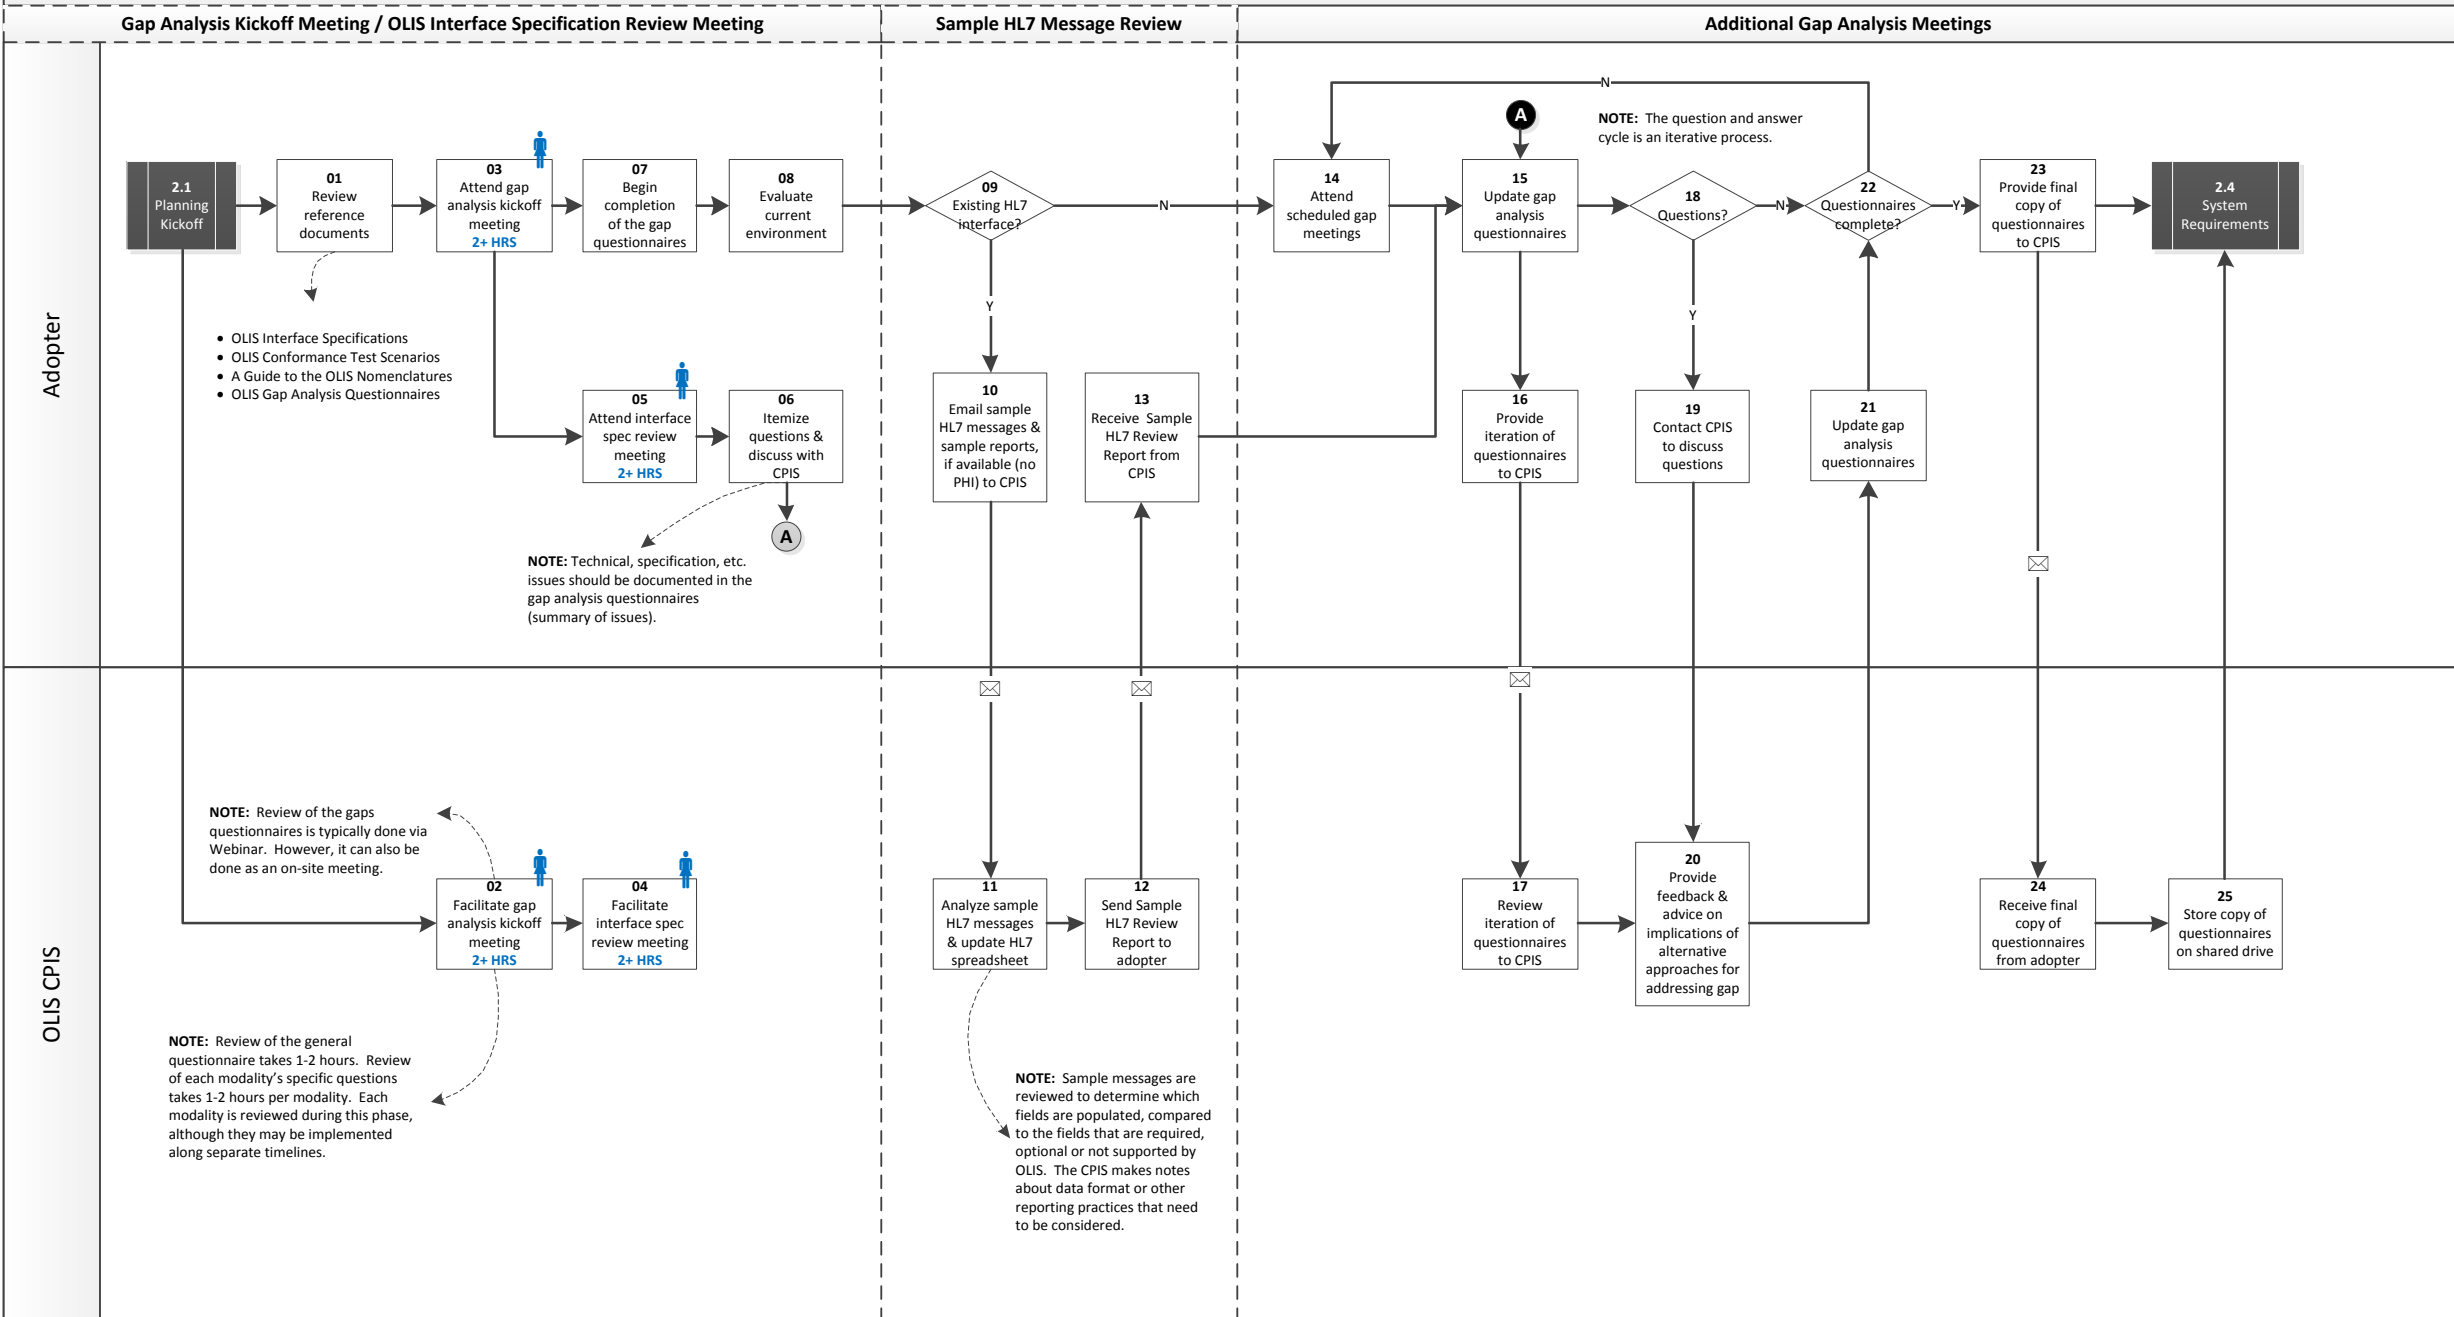 Gap Analysis Kickoff Meeting / OLIS Interface Specification Review Meeting
Sample HL7 Message Review
Additional Gap Analysis Meetings
Adopter
2.1
Planning
Kickoff
01
Review
reference
documents
03
Attend gap
analysis kickoff
meeting
2+ HRS
07
Begin
completion
of the gap
questionnaires
08
Evaluate
current
environment
09
Existing HL7
interface?
N
Y
14
Attend
scheduled gap
meetings
A
15
Update gap
analysis
questionnaires
N
NOTE: The question and answer
cycle is an iterative process.
18
Questions?
N
Y
22
Questionnaires
complete?
Y
23
Provide final
copy of
questionnaires
to CPIS
2.4
System
Requirements
• OLIS Interface Specifications
• OLIS Conformance Test Scenarios
• A Guide to the OLIS Nomenclatures
• OLIS Gap Analysis Questionnaires
05
Attend interface
spec review
meeting
2+ HRS
06
Itemize
questions &
discuss with
CPIS
A
NOTE: Technical, specification, etc.
issues should be documented in the
gap analysis questionnaires
(summary of issues).
10
Email sample
HL7 messages &
sample reports,
if available (no
PHI) to CPIS
13
Receive Sample
HL7 Review
Report from
CPIS
16
Provide
iteration of
questionnaires
to CPIS
19
Contact CPIS
to discuss
questions
21
Update gap
analysis
questionnaires
OLIS CPIS
NOTE: Review of the gaps
questionnaires is typically done via
Webinar. However, it can also be
done as an on-site meeting.
02
Facilitate gap
analysis kickoff
meeting
2+ HRS
04
Facilitate
interface spec
review meeting
2+ HRS
NOTE: Review of the general
questionnaire takes 1-2 hours. Review
of each modality’s specific questions
takes 1-2 hours per modality. Each
modality is reviewed during this phase,
although they may be implemented
along separate timelines.
11
Analyze sample
HL7 messages
& update HL7
spreadsheet
12
Send Sample
HL7 Review
Report to
adopter
NOTE: Sample messages are
reviewed to determine which
fields are populated, compared
to the fields that are required,
optional or not supported by
OLIS. The CPIS makes notes
about data format or other
reporting practices that need
to be considered.
17
Review
iteration of
questionnaires
to CPIS
20
Provide
feedback &
advice on
implications of
alternative
approaches for
addressing gap
24
Receive final
copy of
questionnaires
from adopter
25
Store copy of
questionnaires
on shared drive